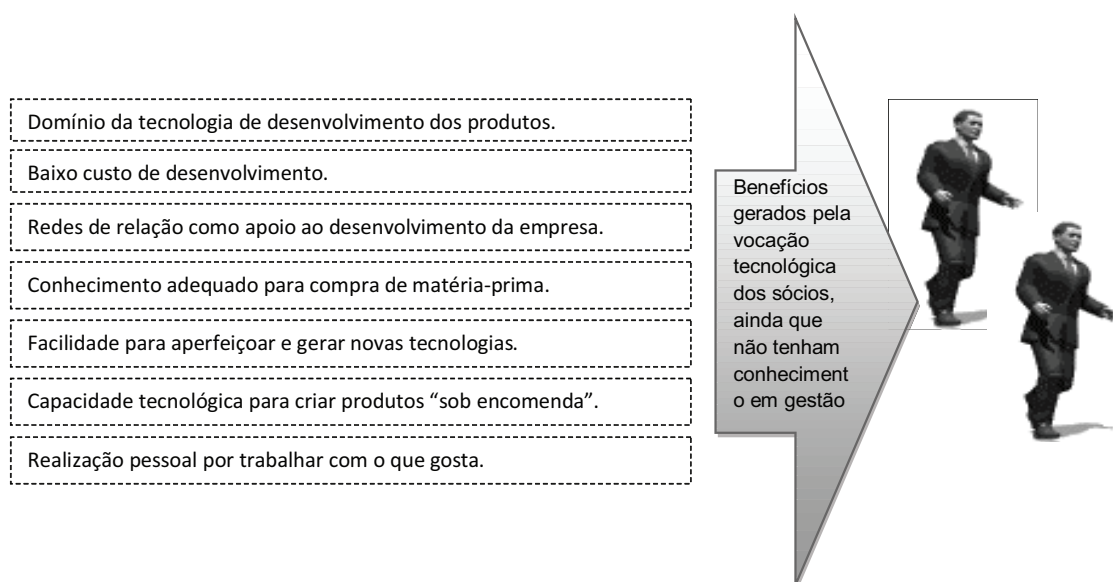 Domínio da tecnologia de desenvolvimento dos produtos.
Baixo custo de desenvolvimento.
Redes de relação como apoio ao desenvolvimento da empresa.
Conhecimento adequado para compra de matéria-prima.
Facilidade para aperfeiçoar e gerar novas tecnologias.
Capacidade tecnológica para criar produtos “sob encomenda”.
Realização pessoal por trabalhar com o que gosta.
Benefícios
gerados pela
vocação
tecnológica
dos sócios,
ainda que
não tenham
conheciment
o em gestão